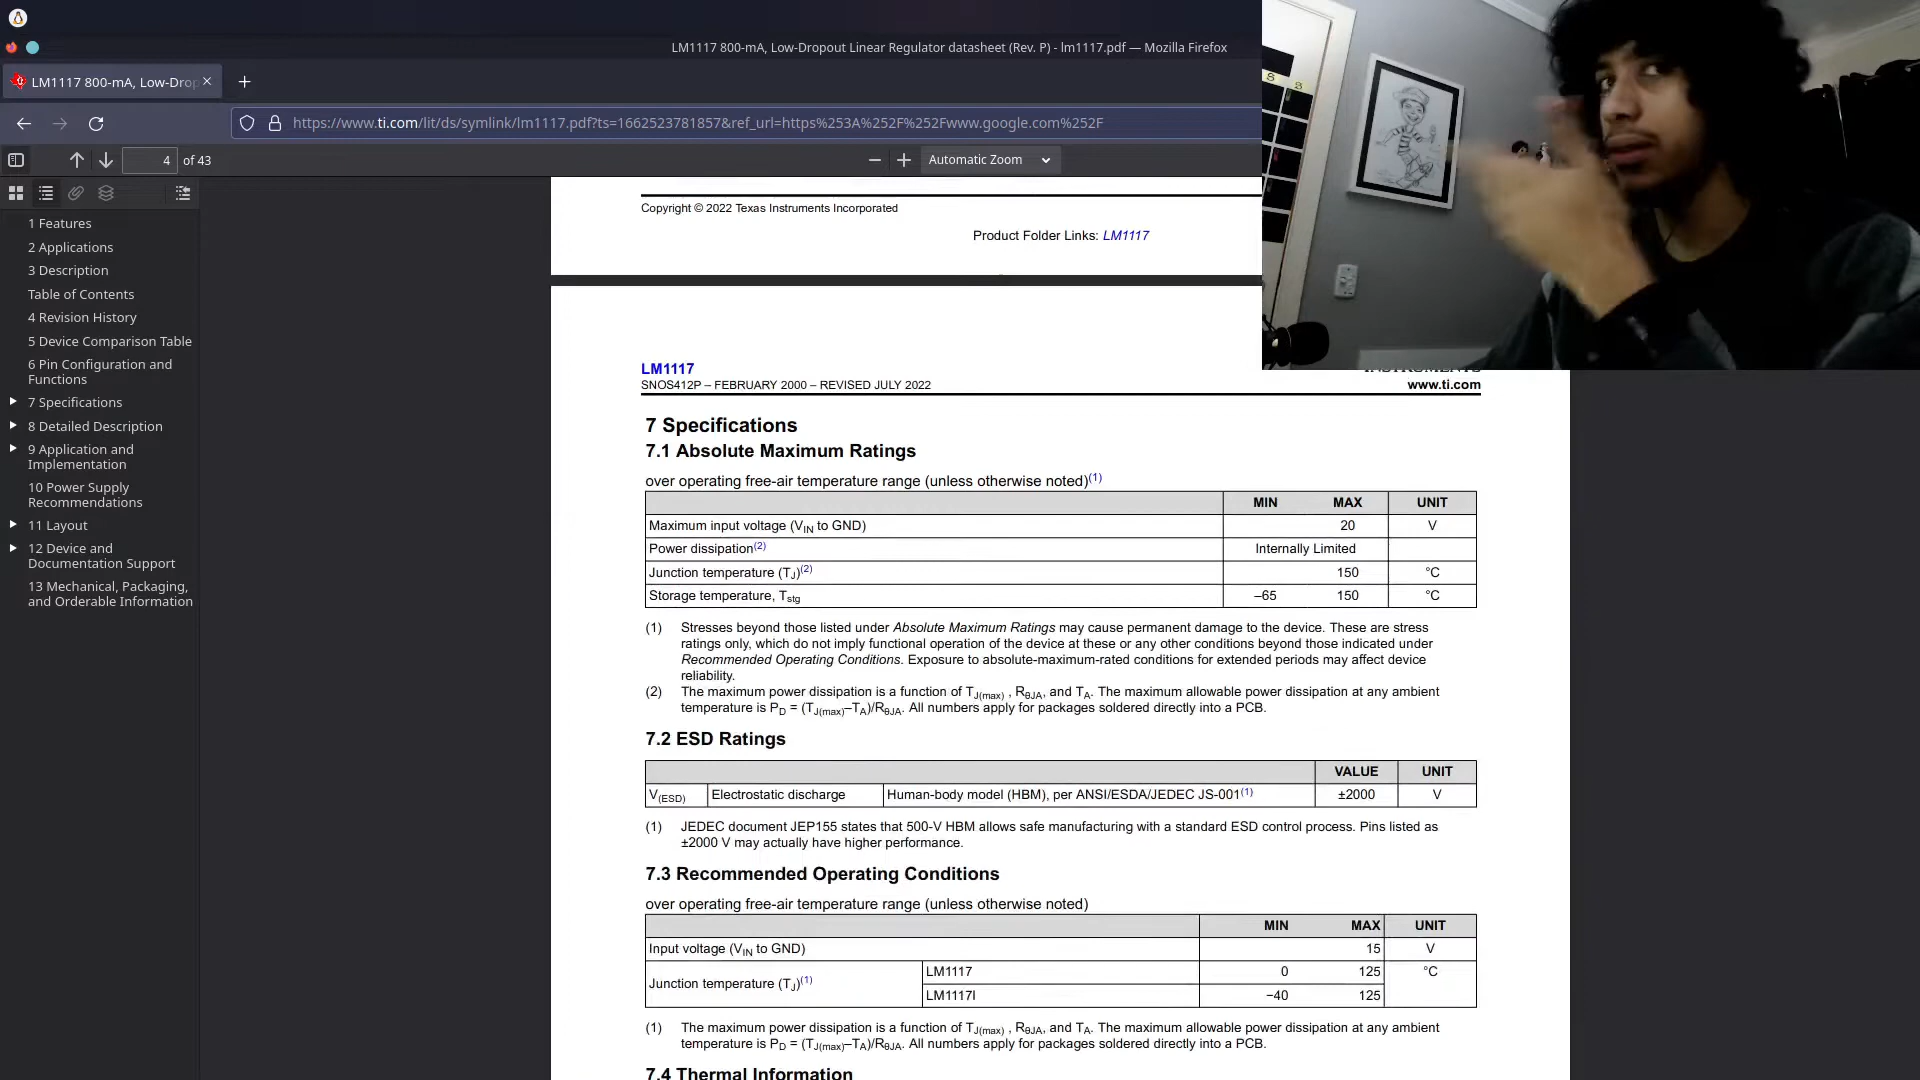 LM1117 800-mA, Low-Dropout Linear Regulator datasheet (Rev. P) - lm1117.pdf — Mozilla Firefox
LM1117 800-mA, Low-Drop
https://www.ti.com/lit/ds/symlink/lm1117.pdf?ts=1662523781857&ref_url=https%253A%252F%252Fwww.google.com%252F
4 of 43
Automatic Zoom
1 Features
2 Applications
3 Description
Table of Contents
4 Revision History
5 Device Comparison Table
6 Pin Configuration and
Functions
7 Specifications
8 Detailed Description
9 Application and
Implementation
10 Power Supply
Recommendations
11 Layout
12 Device and
Documentation Support
13 Mechanical, Packaging,
and Orderable Information
Copyright © 2022 Texas Instruments Incorporated
Product Folder Links: LM1117
S
S
LM1117
SNOS412P – FEBRUARY 2000 – REVISED JULY 2022
www.ti.com
7 Specifications
7.1 Absolute Maximum Ratings
over operating free-air temperature range (unless otherwise noted)(1)
MIN MAX UNIT
Maximum input voltage (VIN to GND) 20 V
Power dissipation(2) Internally Limited
Junction temperature (TJ)(2) 150 °C
Storage temperature, Tstg –65 150 °C
(1) Stresses beyond those listed under Absolute Maximum Ratings may cause permanent damage to the device. These are stress
ratings only, which do not imply functional operation of the device at these or any other conditions beyond those indicated under
Recommended Operating Conditions. Exposure to absolute-maximum-rated conditions for extended periods may affect device
reliability.
(2) The maximum power dissipation is a function of TJ(max) , RθJA, and TA. The maximum allowable power dissipation at any ambient
temperature is PD = (TJ(max)–TA)/RθJA. All numbers apply for packages soldered directly into a PCB.
7.2 ESD Ratings
VALUE UNIT
V(ESD) Electrostatic discharge Human-body model (HBM), per ANSI/ESDA/JEDEC JS-001(1) ±2000 V
(1) JEDEC document JEP155 states that 500-V HBM allows safe manufacturing with a standard ESD control process. Pins listed as
±2000 V may actually have higher performance.
7.3 Recommended Operating Conditions
over operating free-air temperature range (unless otherwise noted)
MIN MAX UNIT
Input voltage (VIN to GND) 15 V
Junction temperature (TJ)(1) LM1117 0 125 °C
LM1117I −40 125
(1) The maximum power dissipation is a function of TJ(max) , RθJA, and TA. The maximum allowable power dissipation at any ambient
temperature is PD = (TJ(max)–TA)/RθJA. All numbers apply for packages soldered directly into a PCB.
7.4 Thermal Information